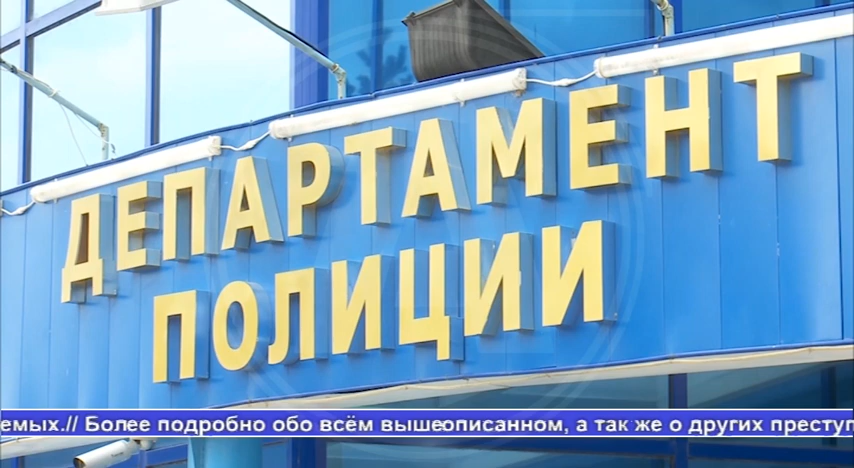 ДЕПАРТАМЕНТ
ПОЛИЦИИ
емых.// Более подробно обо всём вышеописанном, а так же о других преступ